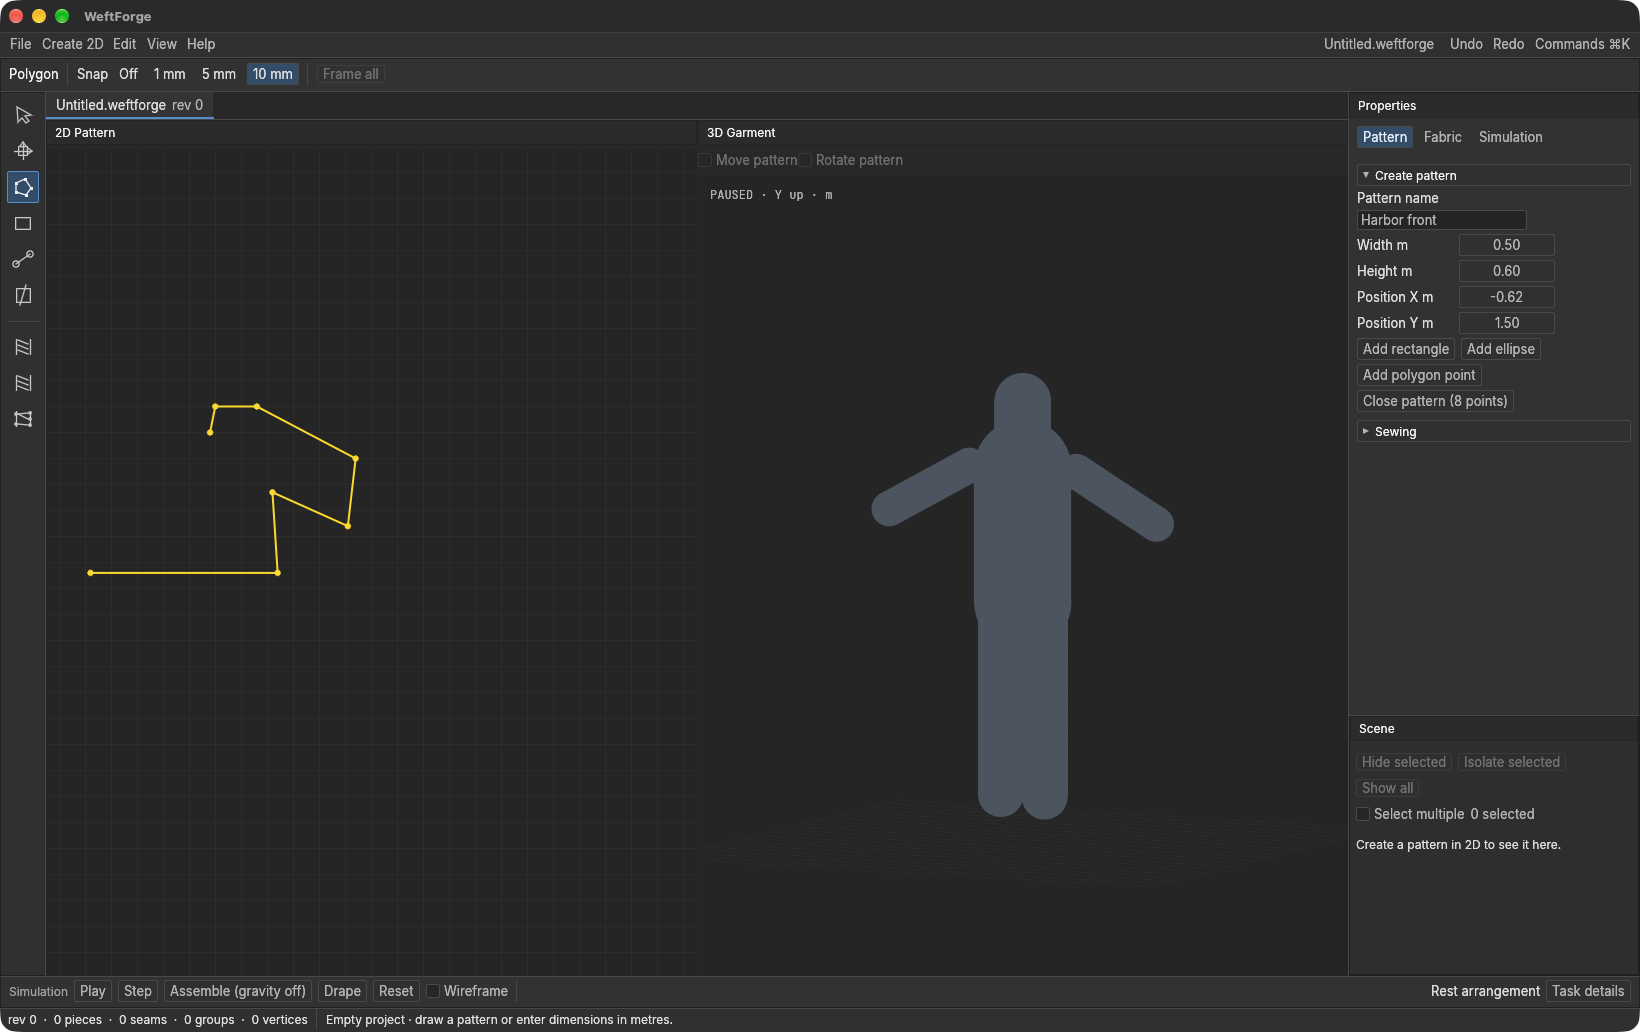 WeftForge
File Create 2D Edit View Help Untitled.weftforge Undo Redo Commands ⌘K
Polygon Snap Off 1 mm 5 mm 10 mm Frame all
Untitled.weftforge rev 0
Properties
2D Pattern
3D Garment
Move pattern Rotate pattern
PAUSED · Y up · m
Pattern Fabric Simulation
Create pattern
Pattern name
Harbor front
Width m 0.50
Height m 0.60
Position X m -0.62
Position Y m 1.50
Add rectangle Add ellipse
Add polygon point
Close pattern (8 points)
Sewing
Scene
Hide selected Isolate selected
Show all
Select multiple 0 selected
Create a pattern in 2D to see it here.
Simulation Play Step Assemble (gravity off) Drape Reset Wireframe Rest arrangement Task details
rev 0 · 0 pieces · 0 seams · 0 groups · 0 vertices Empty project · draw a pattern or enter dimensions in metres.